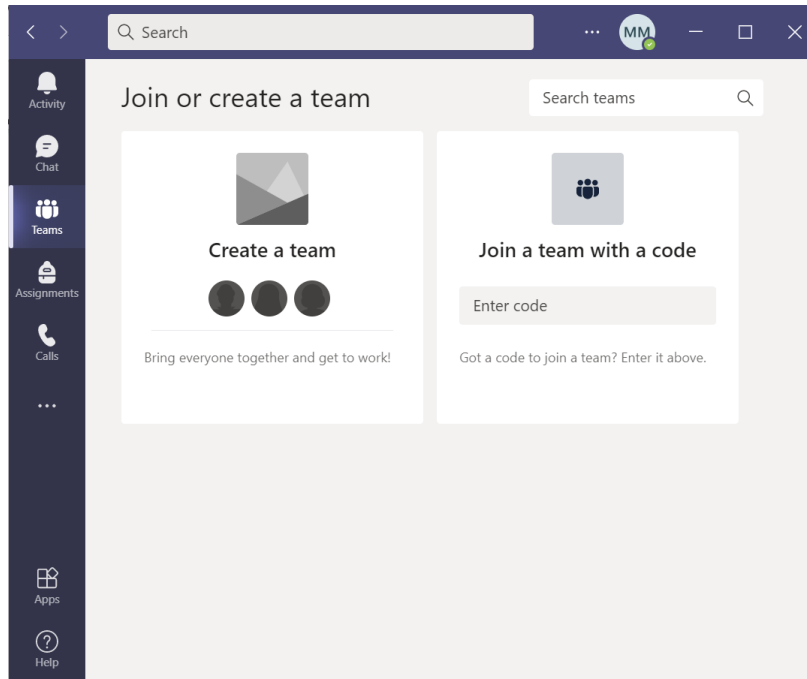 Search
MM
Activity
Chat
Teams
Assignments
Calls
Apps
Help
Join or create a team
Search teams
Create a team
Bring everyone together and get to work!
Join a team with a code
Enter code
Got a code to join a team? Enter it above.